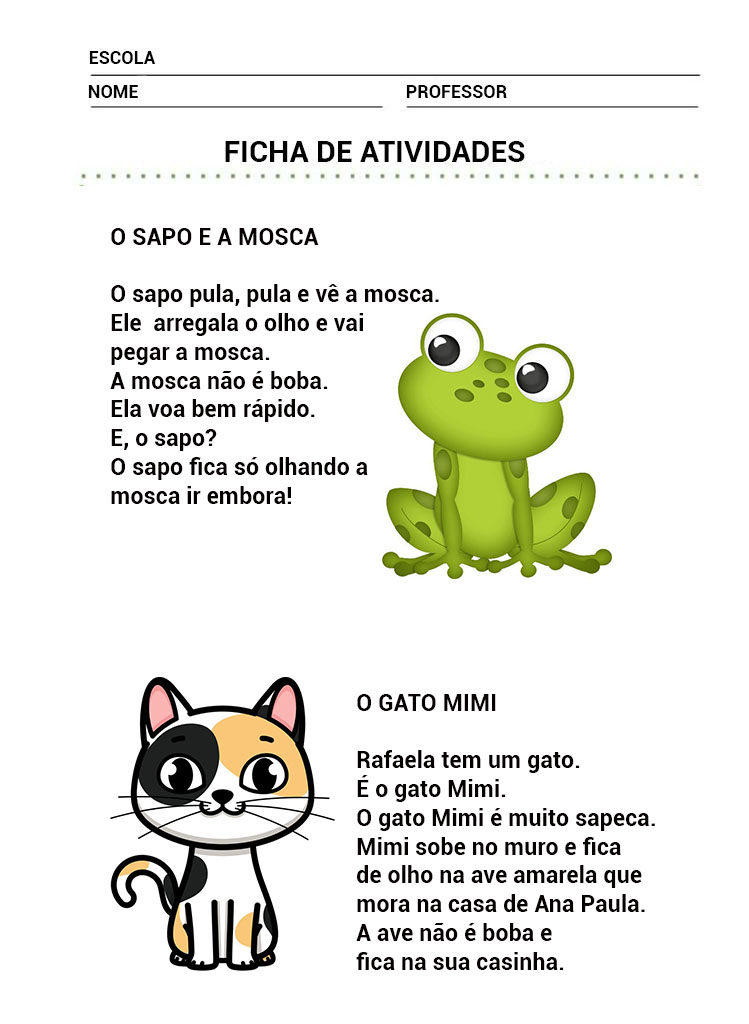 ESCOLA
NOME PROFESSOR
FICHA DE ATIVIDADES
O SAPO E A MOSCA
O sapo pula, pula e vê a mosca.
Ele arregala o olho e vai
pegar a mosca.
A mosca não é boba.
Ela voa bem rápido.
E, o sapo?
O sapo fica só olhando a
mosca ir embora!
O GATO MIMI
Rafaela tem um gato.
É o gato Mimi.
O gato Mimi é muito sapeca.
Mimi sobe no muro e fica
de olho na ave amarela que
mora na casa de Ana Paula.
A ave não é boba e
fica na sua casinha.